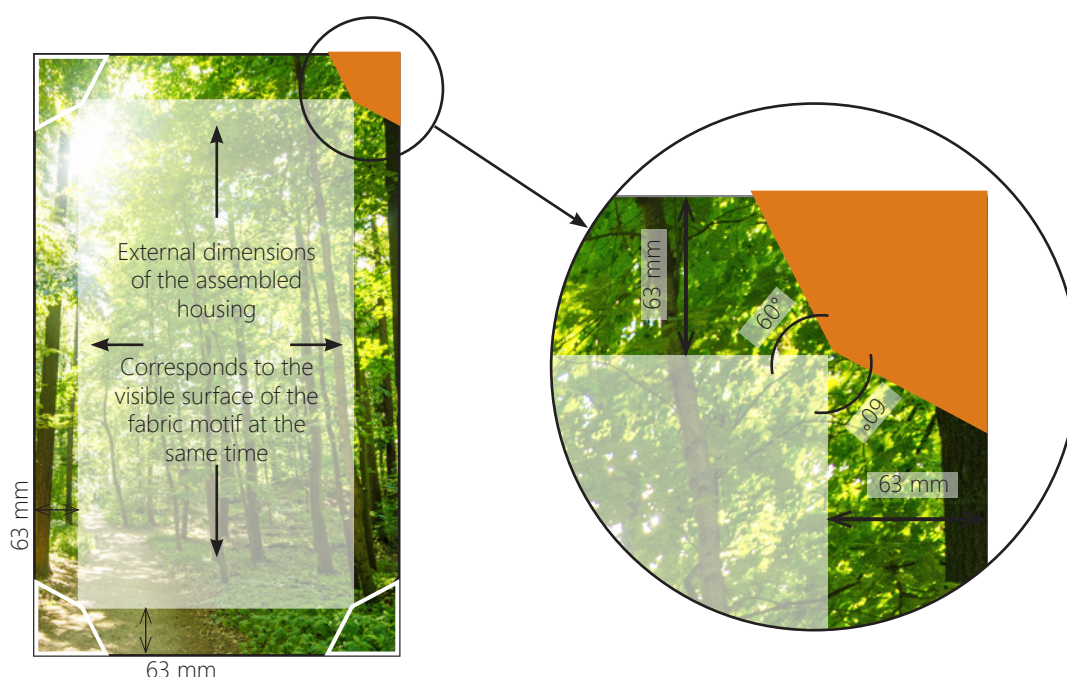 External dimensions
of the assembled
housing
Corresponds to the
visible surface of the
fabric motif at the
same time
63 mm
63 mm
63 mm
60°
60°
63 mm